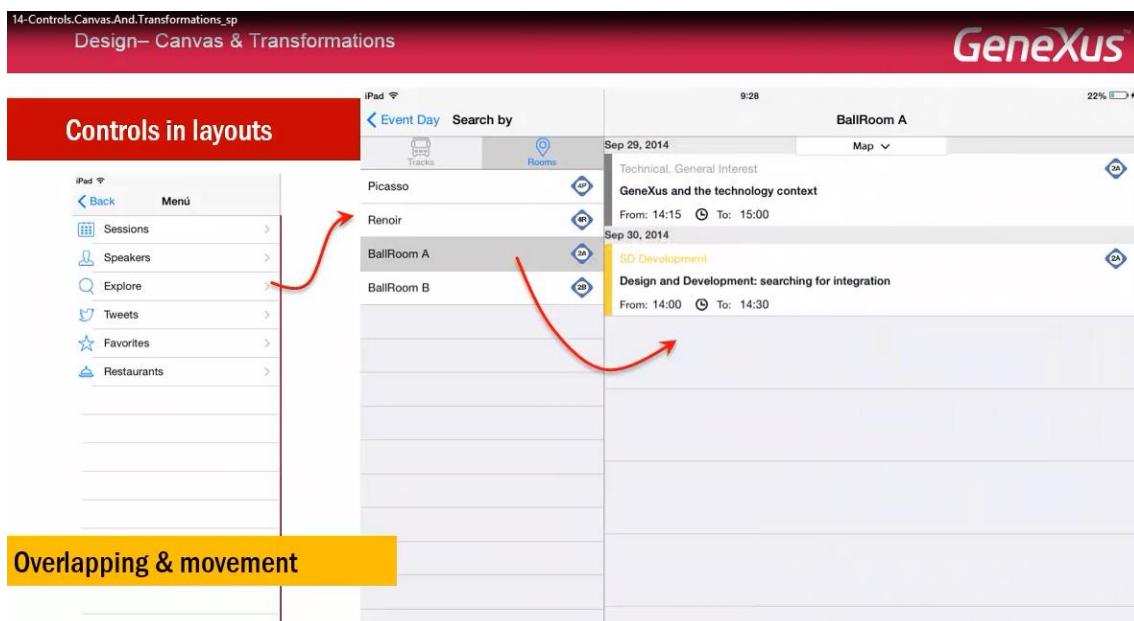 14-Controls.Canvas.And.Transformations_sp
Design– Canvas & Transformations
GeneXus™
Controls in layouts
iPad
Back Menú
Sessions
Speakers
Explore
Tweets
Favorites
Restaurants
Overlapping & movement
iPad 9:28 22%
Event Day Search by BallRoom A
Tracks Rooms
Picasso 4P
Renoir 4R
BallRoom A 2A
BallRoom B 2B
Sep 29, 2014 Map
Technical, General Interest 2A
GeneXus and the technology context
From: 14:15 To: 15:00
Sep 30, 2014
SD Development 2A
Design and Development: searching for integration
From: 14:00 To: 14:30